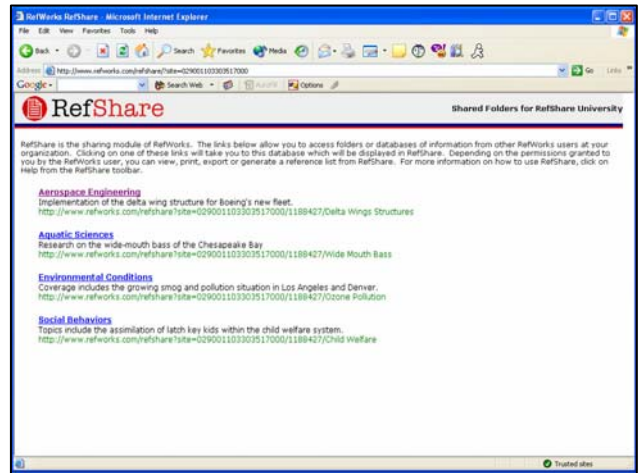 RefWorks RefShare - Microsoft Internet Explorer
File Edit View Favorites Tools Help
Back Search Favorites Media
Address http://www.refworks.com/refshare/?site=029001103303517000 Go Links »
Google - Search Web Options
RefShare
Shared Folders for RefShare University
RefShare is the sharing module of RefWorks. The links below allow you to access folders or databases of information from other RefWorks users at your
organization. Clicking on one of these links will take you to this database which will be displayed in RefShare. Depending on the permissions granted to
you by the RefWorks user, you can view, print, export or generate a reference list from RefShare. For more information on how to use RefShare, click on
Help from the RefShare toolbar.
Aerospace Engineering
Implementation of the delta wing structure for Boeing's new fleet.
http://www.refworks.com/refshare?site=029001103303517000/1188427/Delta Wings Structures
Aquatic Sciences
Research on the wide-mouth bass of the Chesapeake Bay
http://www.refworks.com/refshare?site=029001103303517000/1188427/Wide Mouth Bass
Environmental Conditions
Coverage includes the growing smog and pollution situation in Los Angeles and Denver.
http://www.refworks.com/refshare?site=029001103303517000/1188427/Ozone Pollution
Social Behaviors
Topics include the assimilation of latch key kids within the child welfare system.
http://www.refworks.com/refshare?site=029001103303517000/1188427/Child Welfare
Trusted sites